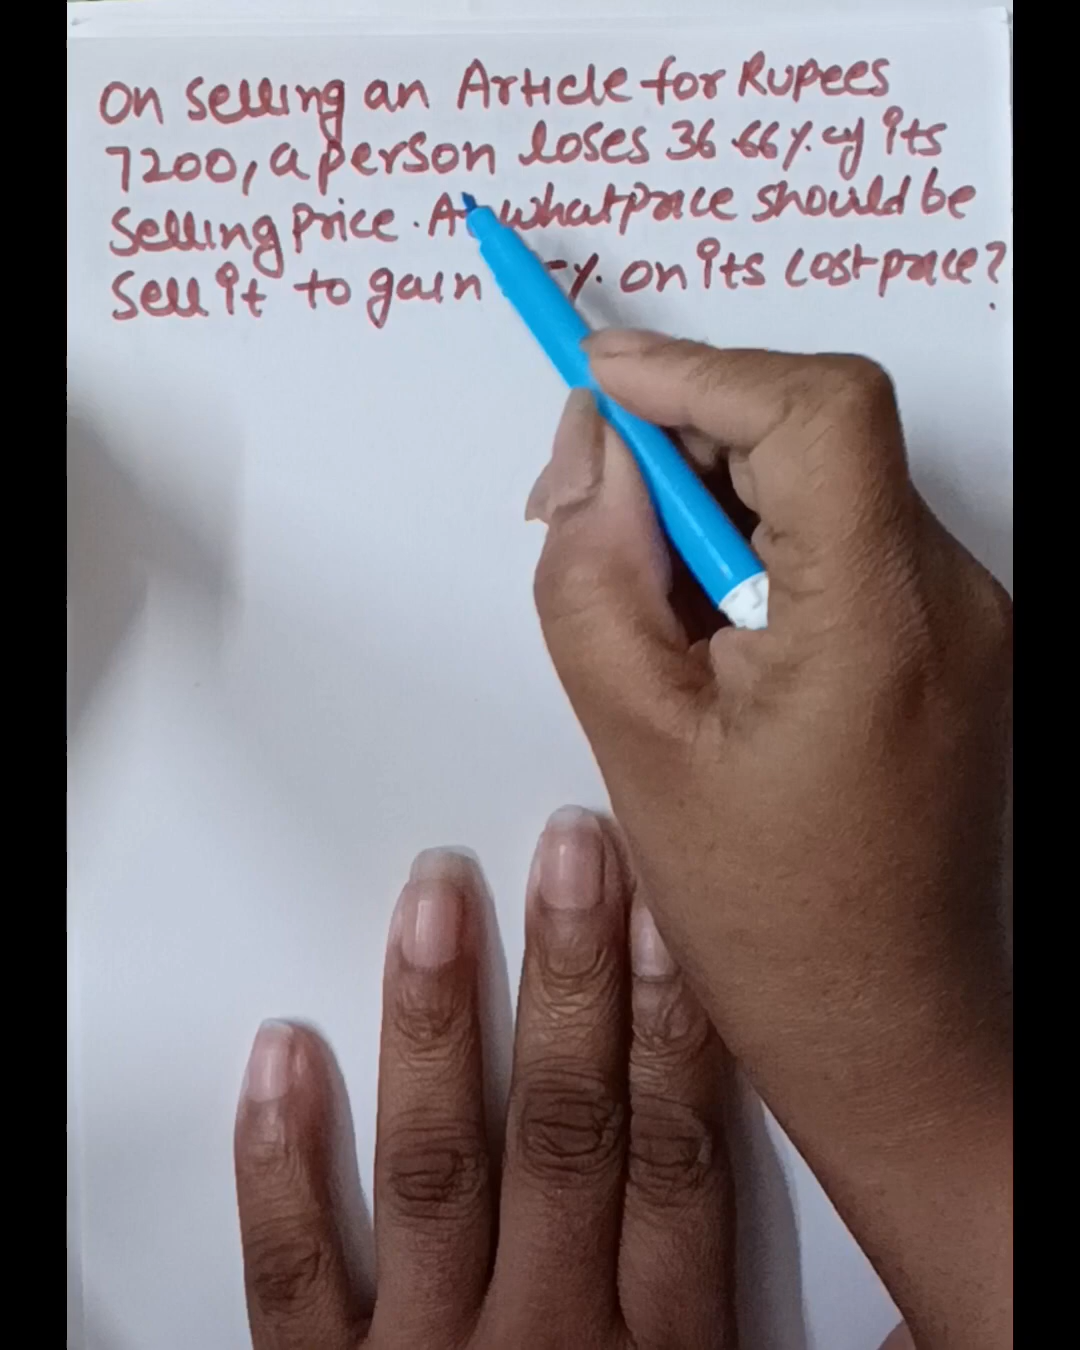 On Selling an Article for Rupees
7200, a person loses 36.66% of its
Selling Price. At what price should be
Sell it to gain % on its cost price?